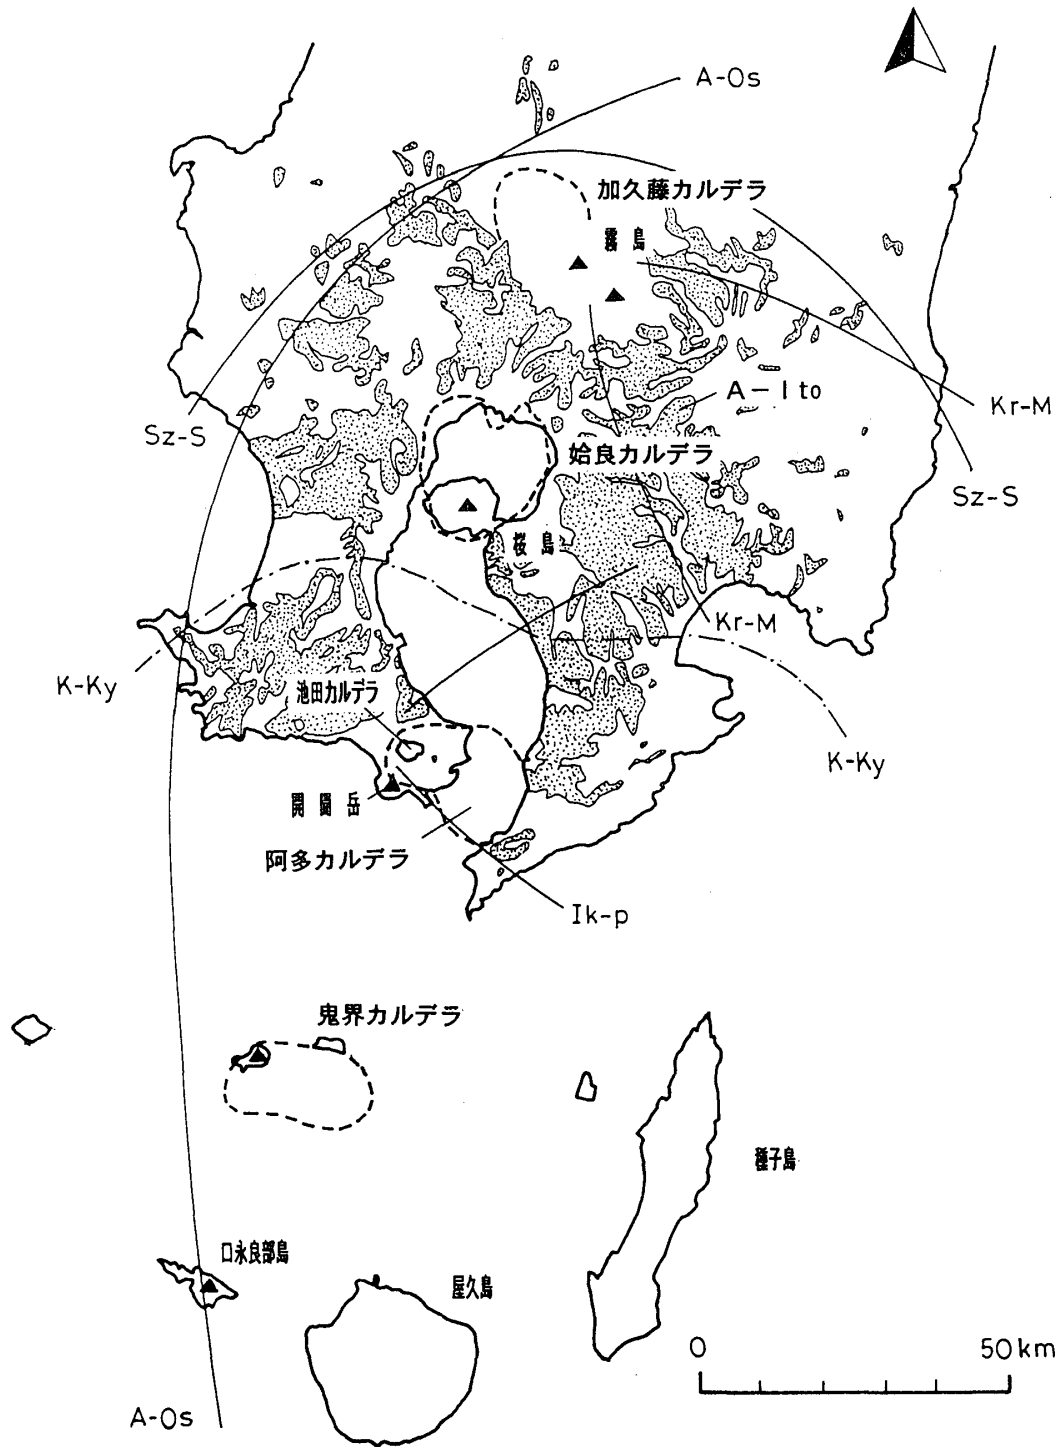 A-Os
加久藤カルデラ
霧島
A-Ito
Kr-M
Sz-S
姶良カルデラ
Sz-S
桜島
Kr-M
K-Ky
池田カルデラ
K-Ky
開聞岳
阿多カルデラ
Ik-p
鬼界カルデラ
種子島
口永良部島
屋久島
0 50km
A-Os